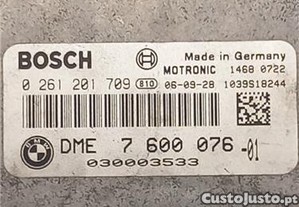 BOSCH
Made in Germany
MOTRONIC 1468 0722
0 261 201 709 810 06-09-28 1039S18244
DME 7 600 076-01
030003533
CustoJusto.pt